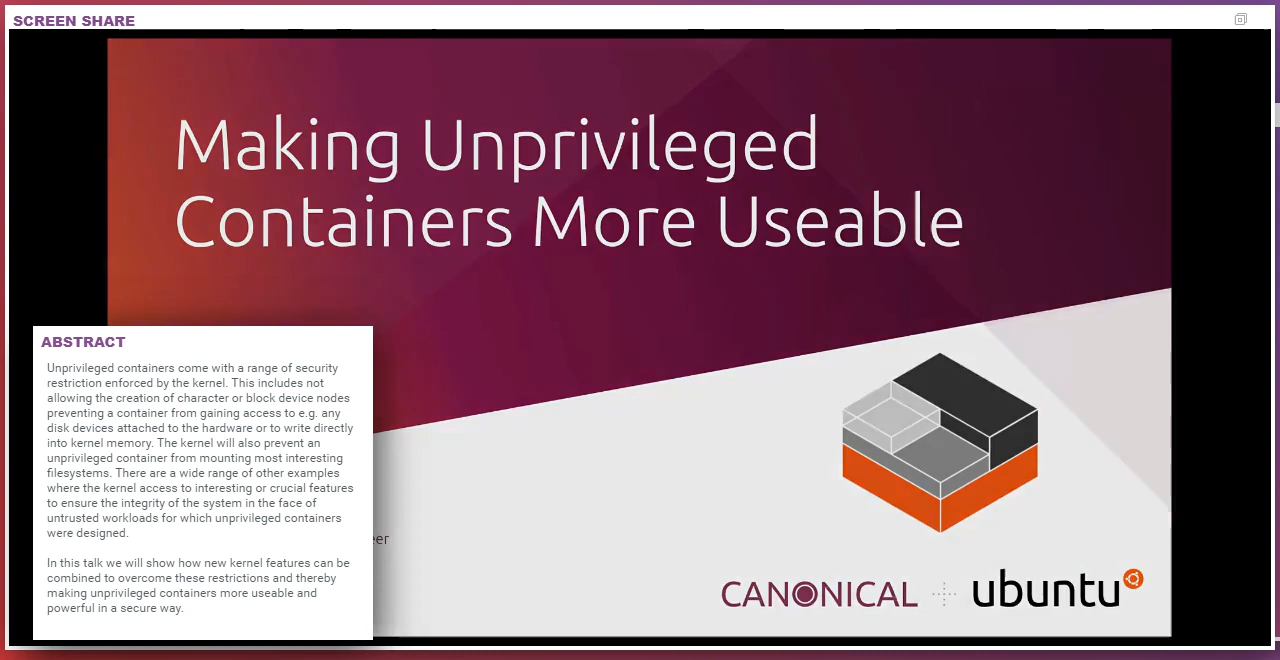 SCREEN SHARE
Making Unprivileged
Containers More Useable
ABSTRACT
Unprivileged containers come with a range of security
restriction enforced by the kernel. This includes not
allowing the creation of character or block device nodes
preventing a container from gaining access to e.g. any
disk devices attached to the hardware or to write directly
into kernel memory. The kernel will also prevent an
unprivileged container from mounting most interesting
filesystems. There are a wide range of other examples
where the kernel access to interesting or crucial features
to ensure the integrity of the system in the face of
untrusted workloads for which unprivileged containers
were designed.
In this talk we will show how new kernel features can be
combined to overcome these restrictions and thereby
making unprivileged containers more useable and
powerful in a secure way.
CANONICAL
ubuntu